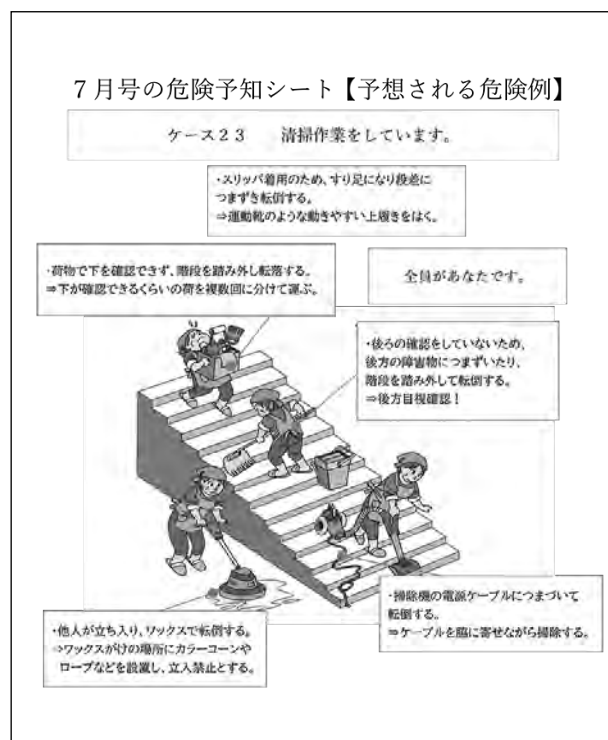 7月号の危険予知シート【予想される危険例】
ケース23　清掃作業をしています。
・スリッパ着用のため、すり足になり段差に
つまずき転倒する。
⇒運動靴のような動きやすい上履きをはく。
・荷物で下を確認できず、階段を踏み外し転落する。
⇒下が確認できるくらいの荷を複数回に分けて運ぶ。
全員があなたです。
・後ろの確認をしていないため、
後方の障害物につまずいたり、
階段を踏み外して転倒する。
⇒後方目視確認！
・掃除機の電源ケーブルにつまづいて
転倒する。
⇒ケーブルを脇に寄せながら掃除する。
・他人が立ち入り、ワックスで転倒する。
⇒ワックスがけの場所にカラーコーンや
ロープなどを設置し、立入禁止とする。